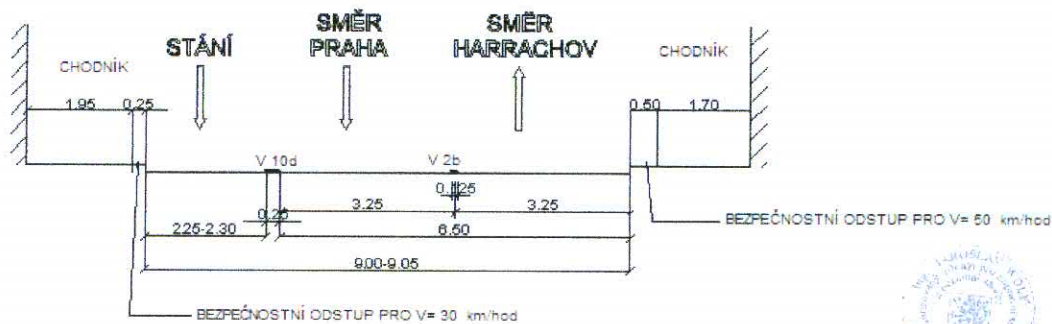 SMĚR
PRAHA
SMĚR
HARRACHOV
STÁNÍ
CHODNÍK
CHODNÍK
1.95
0.25
0.50
1.70
V 10d
V 2b
0.125
3.25
3.25
0.25
2.25-2.30
6.50
9.00-9.05
BEZPEČNOSTNÍ ODSTUP PRO V= 50 km/hod
BEZPEČNOSTNÍ ODSTUP PRO V= 30 km/hod